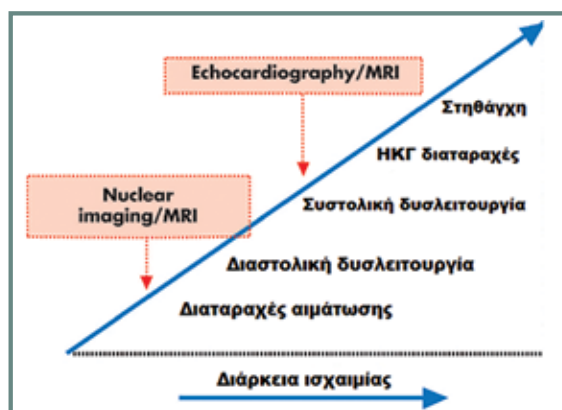 Echocardiography/MRI
Στηθάγχη
ΗΚΓ διαταραχές
Nuclear
imaging/MRI
Συστολική δυσλειτουργία
Διαστολική δυσλειτουργία
Διαταραχές αιμάτωσης
Διάρκεια ισχαιμίας